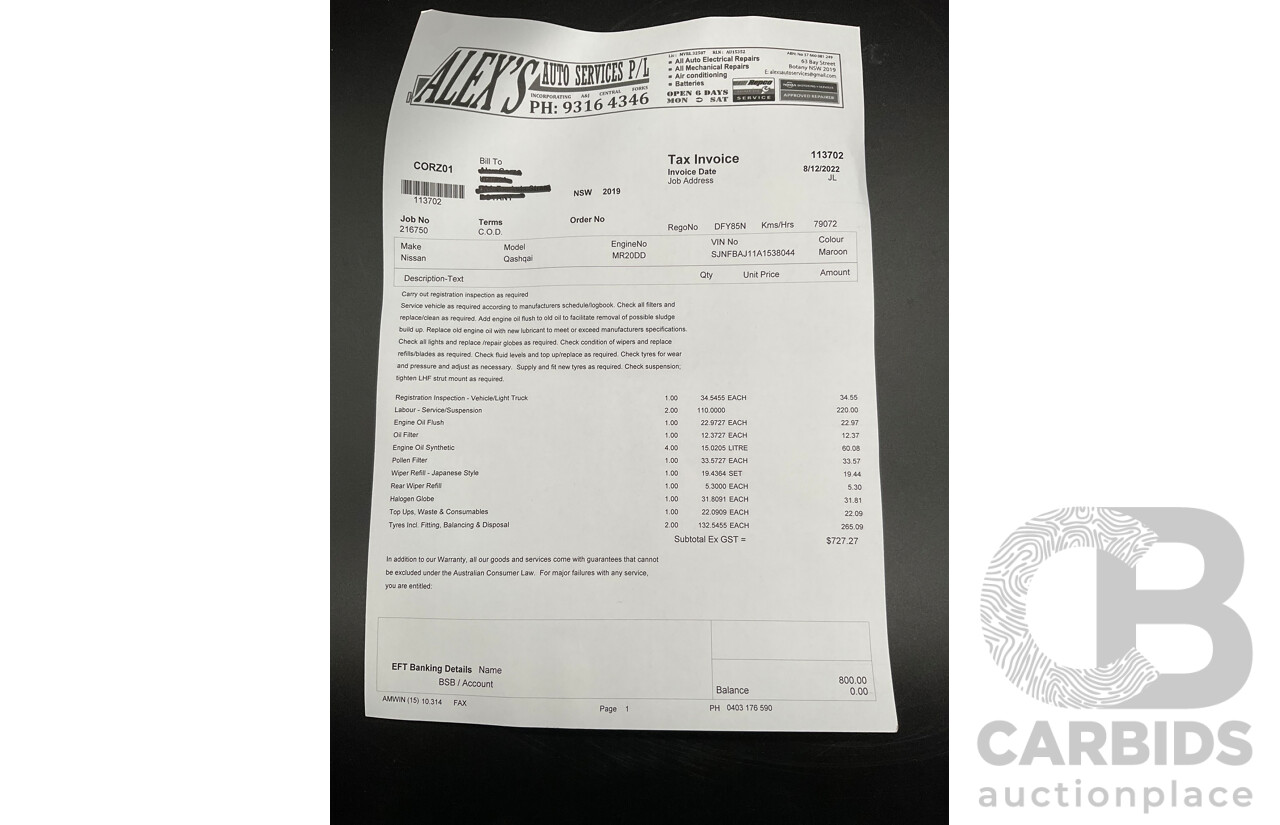 ALEX'S AUTO SERVICES P/L
INCORPORATING A&J CENTRAL FORKS
PH: 9316 4346
Lic: MVRL 32587 RLN: AU15252
All Auto Electrical Repairs
All Mechanical Repairs
Air conditioning
Batteries
OPEN 6 DAYS
MON SAT
Repco
SERVICE
63 Bay Street
Botany NSW 2019
E: alexsautoservices@gmail.com
APPROVED REPAIRER
CORZ01
Bill To
Tax Invoice 113702
Invoice Date 8/12/2022
Job Address JL
113702
NSW 2019
Job No Terms Order No
216750 C.O.D.
RegoNo DFY85N Kms/Hrs 79072
Make Model EngineNo VIN No Colour
Nissan Qashqai MR20DD SJNFBAJ11A1538044 Maroon
Description-Text Qty Unit Price Amount
Carry out registration inspection as required
Service vehicle as required according to manufacturers schedule/logbook. Check all filters and
replace/clean as required. Add engine oil flush to old oil to facilitate removal of possible sludge
build up. Replace old engine oil with new lubricant to meet or exceed manufacturers specifications.
Check all lights and replace /repair globes as required. Check condition of wipers and replace
refills/blades as required. Check fluid levels and top up/replace as required. Check tyres for wear
and pressure and adjust as necessary. Supply and fit new tyres as required. Check suspension;
tighten LHF strut mount as required.
Registration Inspection - Vehicle/Light Truck 1.00 34.5455 EACH 34.55
Labour - Service/Suspension 2.00 110.0000 220.00
Engine Oil Flush 1.00 22.9727 EACH 22.97
Oil Filter 1.00 12.3727 EACH 12.37
Engine Oil Synthetic 4.00 15.0205 LITRE 60.08
Pollen Filter 1.00 33.5727 EACH 33.57
Wiper Refill - Japanese Style 1.00 19.4364 SET 19.44
Rear Wiper Refill 1.00 5.3000 EACH 5.30
Halogen Globe 1.00 31.8091 EACH 31.81
Top Ups, Waste & Consumables 1.00 22.0909 EACH 22.09
Tyres Incl. Fitting, Balancing & Disposal 2.00 132.5455 EACH 265.09
Subtotal Ex GST = $727.27
In addition to our Warranty, all our goods and services come with guarantees that cannot
be excluded under the Australian Consumer Law. For major failures with any service,
you are entitled:
EFT Banking Details Name
BSB / Account
800.00
Balance 0.00
AMWIN (15) 10.314 FAX Page 1 PH 0403 176 590
CB
CARBIDS
auctionplace